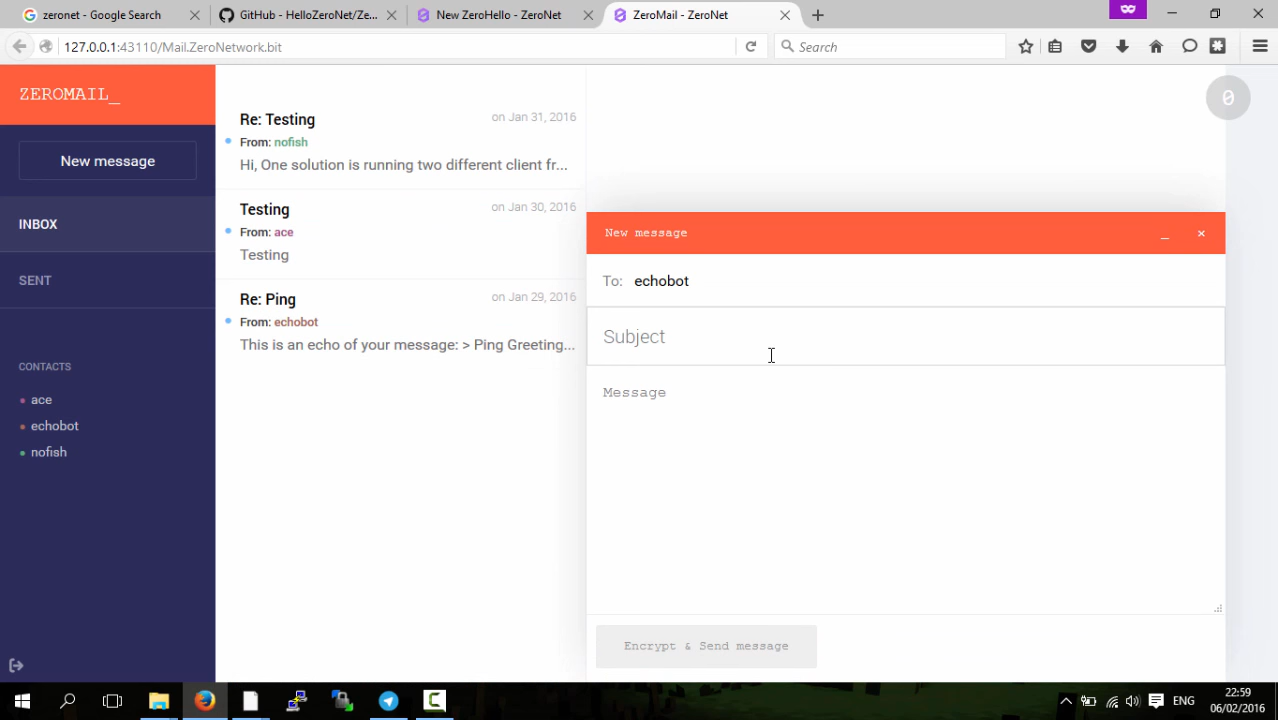 zeronet - Google Search
GitHub - HelloZeroNet/Ze...
New ZeroHello - ZeroNet
ZeroMail - ZeroNet
127.0.0.1:43110/Mail.ZeroNetwork.bit
Search
ZEROMAIL_
New message
INBOX
SENT
CONTACTS
ace
echobot
nofish
Re: Testing
on Jan 31, 2016
From: nofish
Hi, One solution is running two different client fr...
Testing
on Jan 30, 2016
From: ace
Testing
Re: Ping
on Jan 29, 2016
From: echobot
This is an echo of your message: > Ping Greeting...
0
New message
To: echobot
Subject
Message
Encrypt & Send message
ENG
22:59
06/02/2016